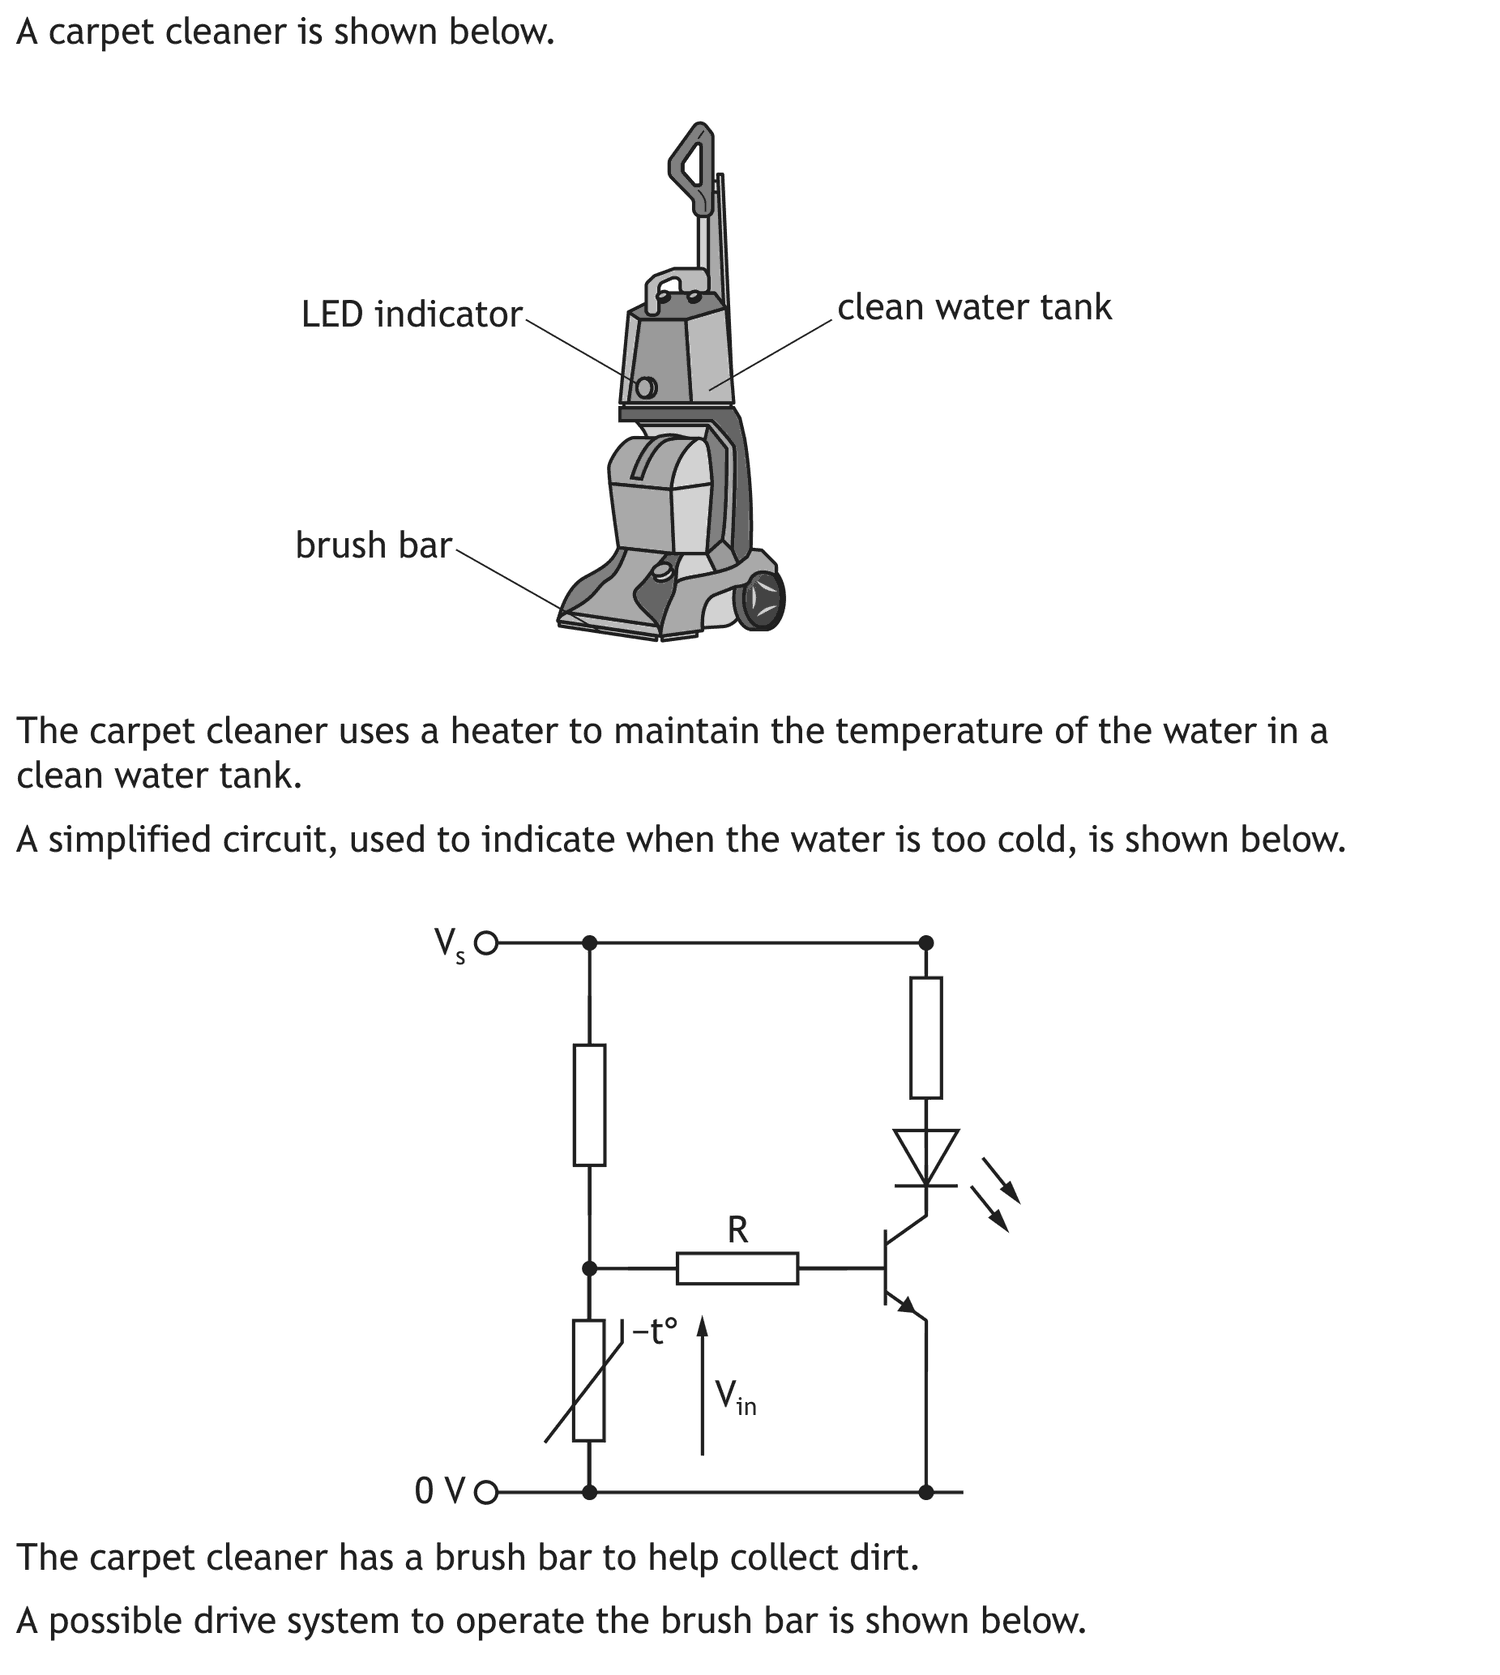 A carpet cleaner is shown below.
LED indicator
clean water tank
brush bar
The carpet cleaner uses a heater to maintain the temperature of the water in a
clean water tank.
A simplified circuit, used to indicate when the water is too cold, is shown below.
Vs
R
–t°
Vin
0 V
The carpet cleaner has a brush bar to help collect dirt.
A possible drive system to operate the brush bar is shown below.